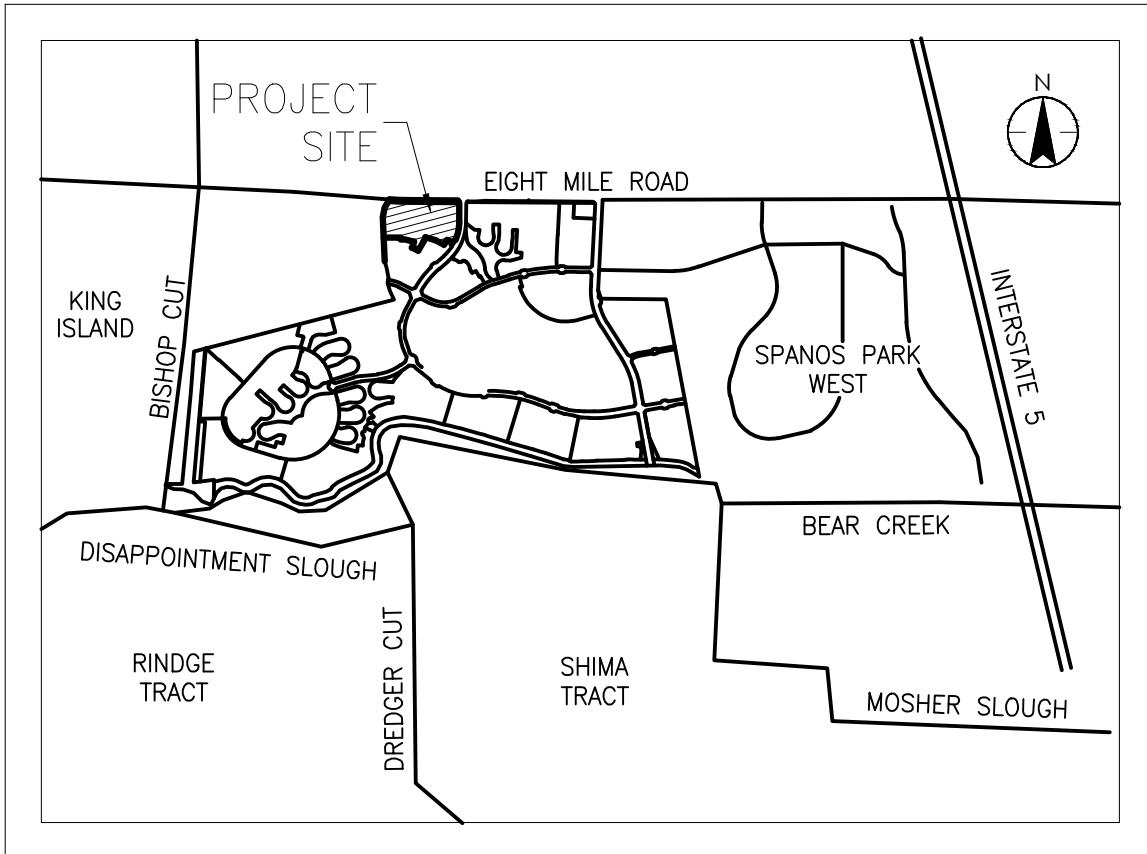 N
PROJECT
SITE
EIGHT MILE ROAD
KING
ISLAND
BISHOP CUT
INTERSTATE 5
SPANOS PARK
WEST
BEAR CREEK
DISAPPOINTMENT SLOUGH
DREDGER CUT
RINDGE
TRACT
SHIMA
TRACT
MOSHER SLOUGH